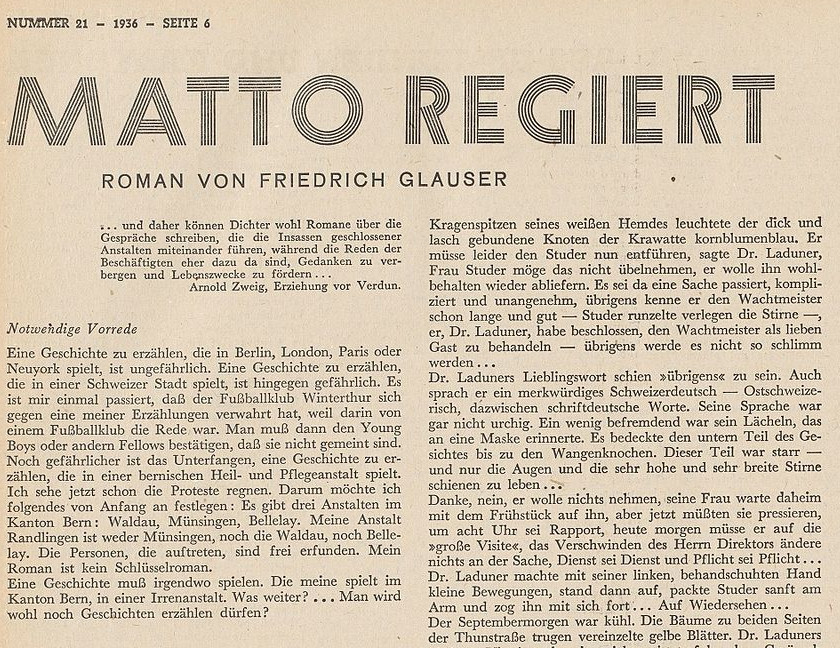 NUMMER 21 – 1936 – SEITE 6
MATTO REGIERT
ROMAN VON FRIEDRICH GLAUSER
... und daher können Dichter wohl Romane über die
Gespräche schreiben, die die Insassen geschlossener
Anstalten miteinander führen, während die Reden der
Beschäftigten eher dazu da sind, Gedanken zu ver-
bergen und Lebenszwecke zu fördern ...
Arnold Zweig, Erziehung vor Verdun.
Notwendige Vorrede
Eine Geschichte zu erzählen, die in Berlin, London, Paris oder
Neuyork spielt, ist ungefährlich. Eine Geschichte zu erzählen,
die in einer Schweizer Stadt spielt, ist hingegen gefährlich. Es
ist mir einmal passiert, daß der Fußballklub Winterthur sich
gegen eine meiner Erzählungen verwahrt hat, weil darin von
einem Fußballklub die Rede war. Man muß dann den Young
Boys oder andern Fellows bestätigen, daß sie nicht gemeint sind.
Noch gefährlicher ist das Unterfangen, eine Geschichte zu er-
zählen, die in einer bernischen Heil- und Pflegeanstalt spielt.
Ich sehe jetzt schon die Proteste regnen. Darum möchte ich
folgendes von Anfang an festlegen: Es gibt drei Anstalten im
Kanton Bern: Waldau, Münsingen, Bellelay. Meine Anstalt
Randlingen ist weder Münsingen, noch die Waldau, noch Belle-
lay. Die Personen, die auftreten, sind frei erfunden. Mein
Roman ist kein Schlüsselroman.
Eine Geschichte muß irgendwo spielen. Die meine spielt im
Kanton Bern, in einer Irrenanstalt. Was weiter? ... Man wird
wohl noch Geschichten erzählen dürfen?
Kragenspitzen seines weißen Hemdes leuchtete der dick und
lasch gebundene Knoten der Krawatte kornblumenblau. Er
müsse leider den Studer nun entführen, sagte Dr. Laduner,
Frau Studer möge das nicht übelnehmen, er wolle ihn wohl-
behalten wieder abliefern. Es sei da eine Sache passiert, kompli-
ziert und unangenehm, übrigens kenne er den Wachtmeister
schon lange und gut — Studer runzelte verlegen die Stirne —,
er, Dr. Laduner, habe beschlossen, den Wachtmeister als lieben
Gast zu behandeln — übrigens werde es nicht so schlimm
werden ...
Dr. Laduners Lieblingswort schien »übrigens« zu sein. Auch
sprach er ein merkwürdiges Schweizerdeutsch — Ostschweize-
risch, dazwischen schriftdeutsche Worte. Seine Sprache war
gar nicht urchig. Ein wenig befremdend war sein Lächeln, das
an eine Maske erinnerte. Es bedeckte den untern Teil des Ge-
sichtes bis zu den Wangenknochen. Dieser Teil war starr —
und nur die Augen und die sehr hohe und sehr breite Stirne
schienen zu leben ...
Danke, nein, er wolle nichts nehmen, seine Frau warte daheim
mit dem Frühstück auf ihn, aber jetzt müßten sie pressieren,
um acht Uhr sei Rapport, heute morgen müsse er auf die
»große Visite«, das Verschwinden des Herrn Direktors ändere
nichts an der Sache, Dienst sei Dienst und Pflicht sei Pflicht ...
Dr. Laduner machte mit seiner linken, behandschuhten Hand
kleine Bewegungen, stand dann auf, packte Studer sanft am
Arm und zog ihn mit sich fort ... Auf Wiedersehen ...
Der Septembermorgen war kühl. Die Bäume zu beiden Seiten
der Thunstraße trugen vereinzelte gelbe Blätter. Dr. Laduners